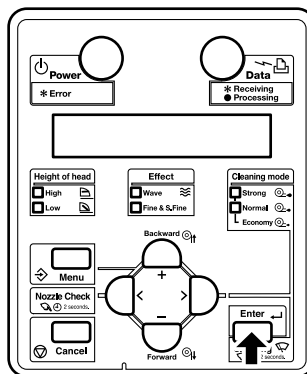 Power
Data
* Error
* Receiving
● Processing
Height of head
High
Low
Effect
Wave
Fine & S.Fine
Cleaning mode
Strong
Normal
Economy
Backward
+
Menu
< >
Nozzle Check
2 seconds.
−
Enter
Cancel
Forward
2 seconds.